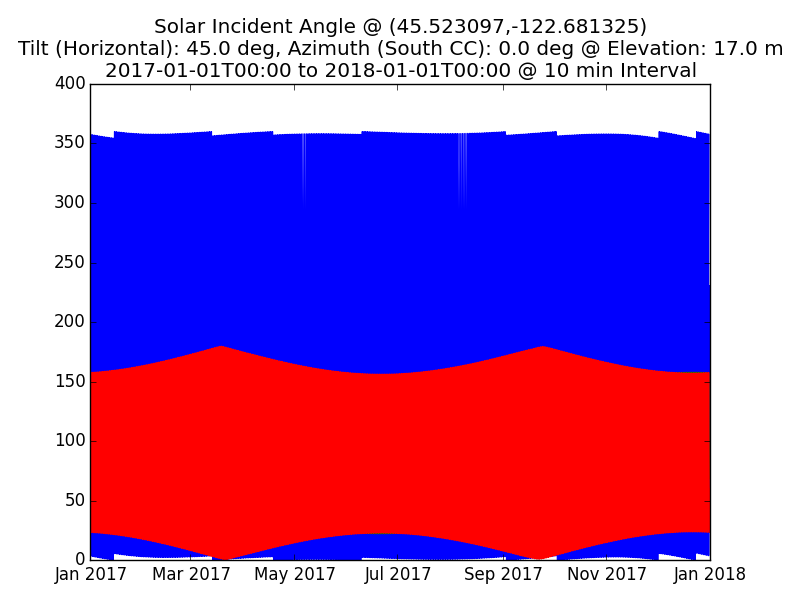 Solar Incident Angle @ (45.523097,-122.681325)
Tilt (Horizontal): 45.0 deg, Azimuth (South CC): 0.0 deg @ Elevation: 17.0 m
2017-01-01T00:00 to 2018-01-01T00:00 @ 10 min Interval
400
350
300
250
200
150
100
50
0
Jan 2017 Mar 2017 May 2017 Jul 2017 Sep 2017 Nov 2017 Jan 2018